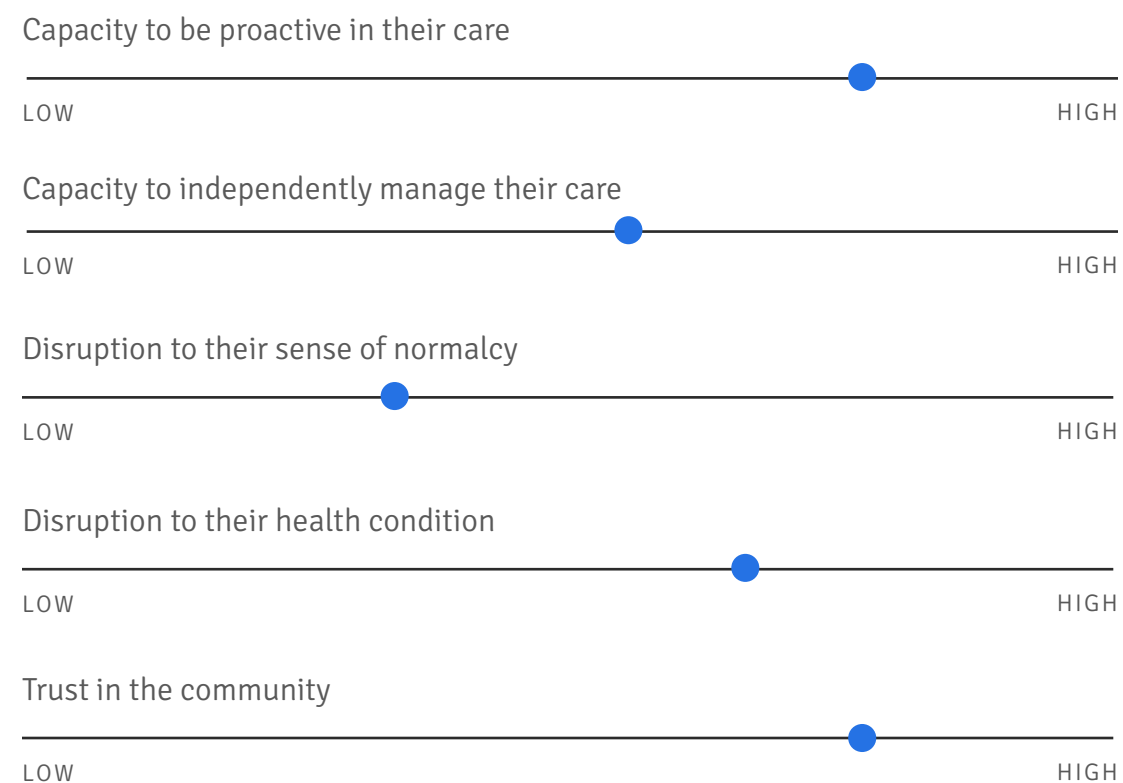 Capacity to be proactive in their care
LOW HIGH
Capacity to independently manage their care
LOW HIGH
Disruption to their sense of normalcy
LOW HIGH
Disruption to their health condition
LOW HIGH
Trust in the community
LOW HIGH